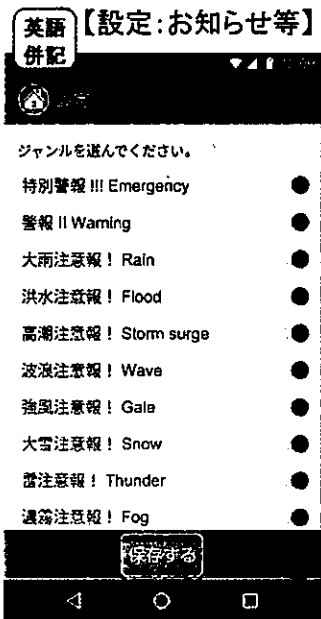 英語
併記
【設定:お知らせ等】
ジャンルを選んでください。
特別警報 !!! Emergency
警報 !! Warning
大雨注意報! Rain
洪水注意報! Flood
高潮注意報! Storm surge
波浪注意報! Wave
強風注意報! Gale
大雪注意報! Snow
雷注意報! Thunder
濃霧注意報! Fog
保存する